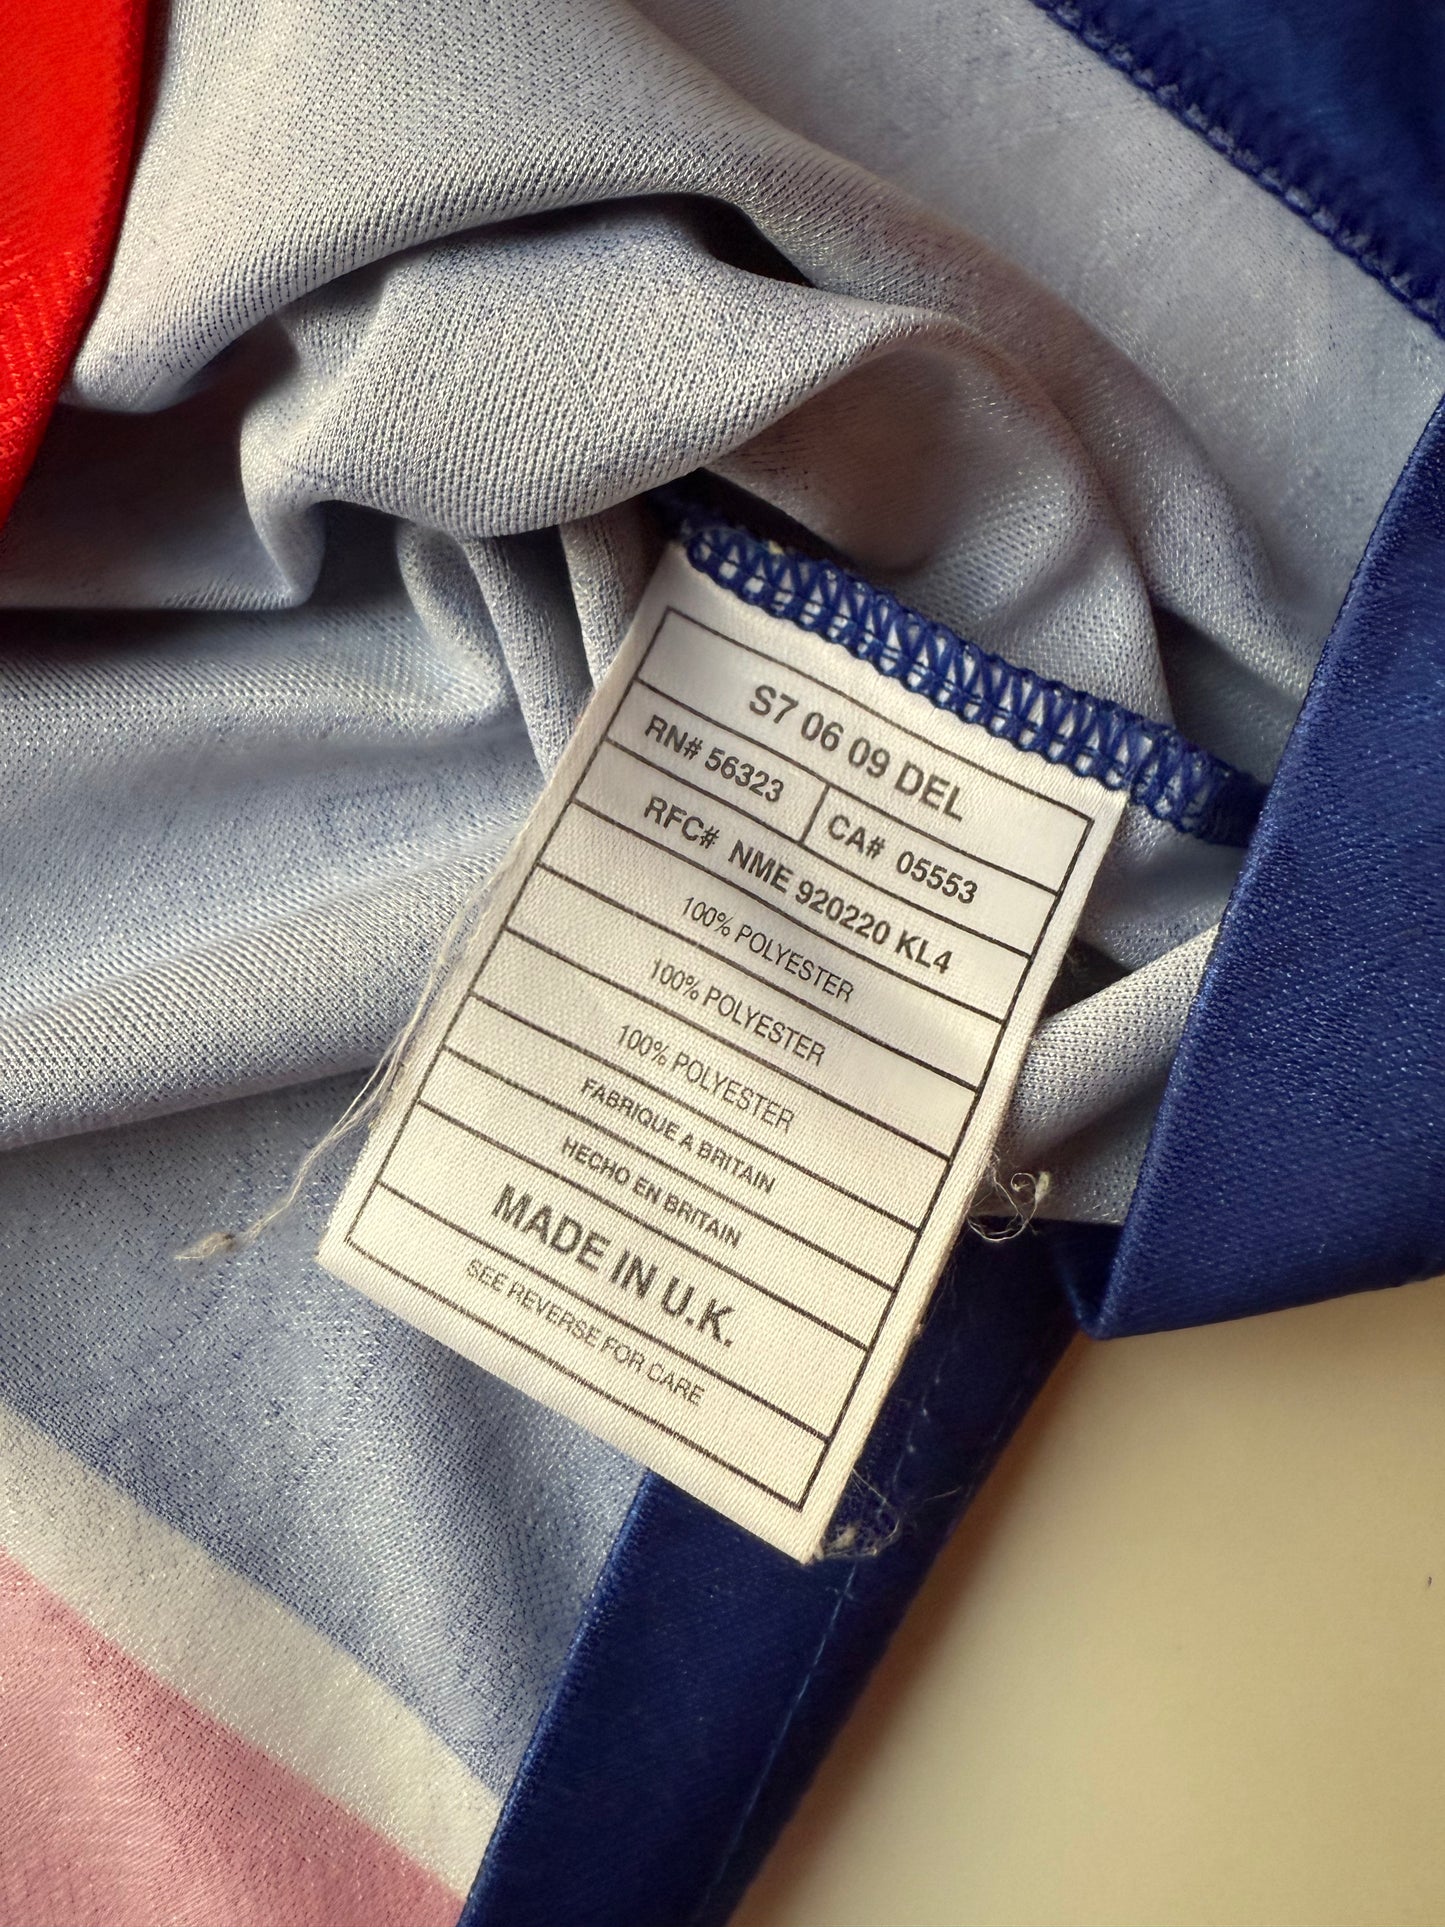 S7 06 09 DEL
RN# 56323 CA# 05553
RFC# NME 920220 KL4
100% POLYESTER
100% POLYESTER
100% POLYESTER
FABRIQUE A BRITAIN
HECHO EN BRITAIN
MADE IN U.K.
SEE REVERSE FOR CARE